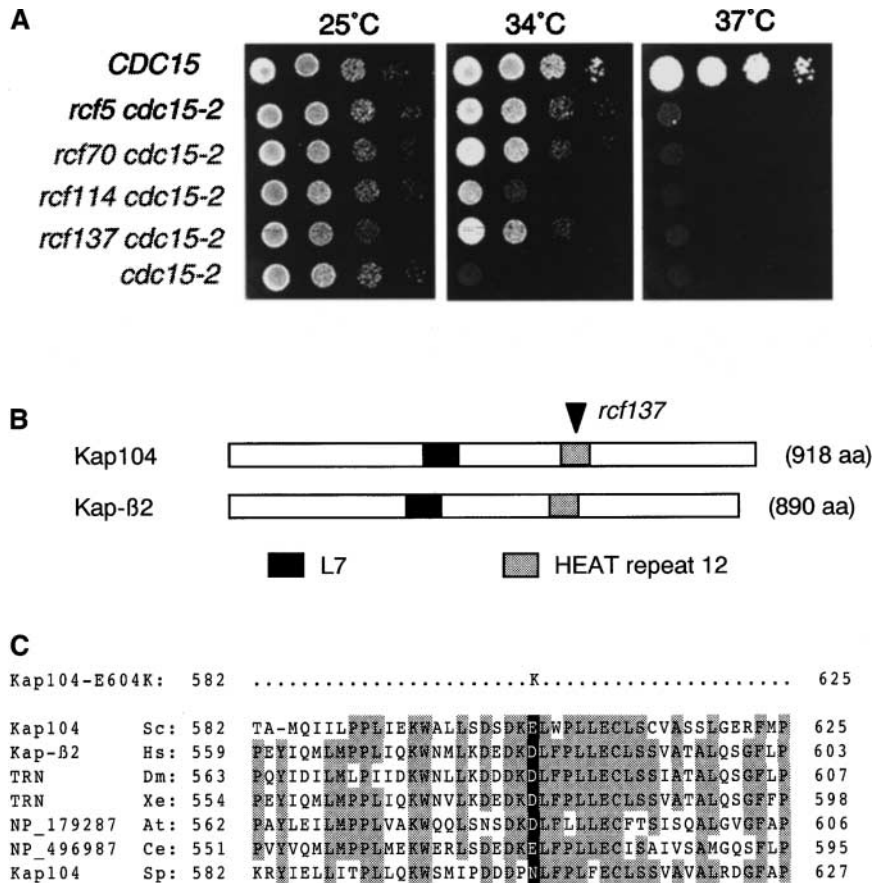 A
25°C 34°C 37°C
CDC15
rcf5 cdc15-2
rcf70 cdc15-2
rcf114 cdc15-2
rcf137 cdc15-2
cdc15-2
B
rcf137
Kap104 (918 aa)
Kap-ß2 (890 aa)
L7 HEAT repeat 12
C
Kap104-E604K: 582 ......................K..................... 625
Kap104 Sc: 582 TA-MQIILPPLIEKWALLSDSDKELWPLLECLSCVASSLGERFMP 625
Kap-ß2 Hs: 559 PEYIQMLMPPLIQKWNMLKDEDKDLFPLLECLSSVATALQSGFLP 603
TRN Dm: 563 PQYIDILMLPIIDKWNLLKDDDKDLFPLLECLSSIATALQSGFLP 607
TRN Xe: 554 PEYIQMLMPPLIQKWNVLKDEDKDLFPLLECLSSVATALQSGFFP 598
NP_179287 At: 562 PAYLEILMPPLVAKWQQLSNSDKDLFLLLECFTSISQALGVGFAP 606
NP_496987 Ce: 551 PVYVQMLMPPLMEKWERLSDEDKELFPLLECISAIVSAMGQSFLP 595
Kap104 Sp: 582 KRYIELLITPLLQKWSMIPDDDPNLFPLFECLSSVAVALRDGFAP 627